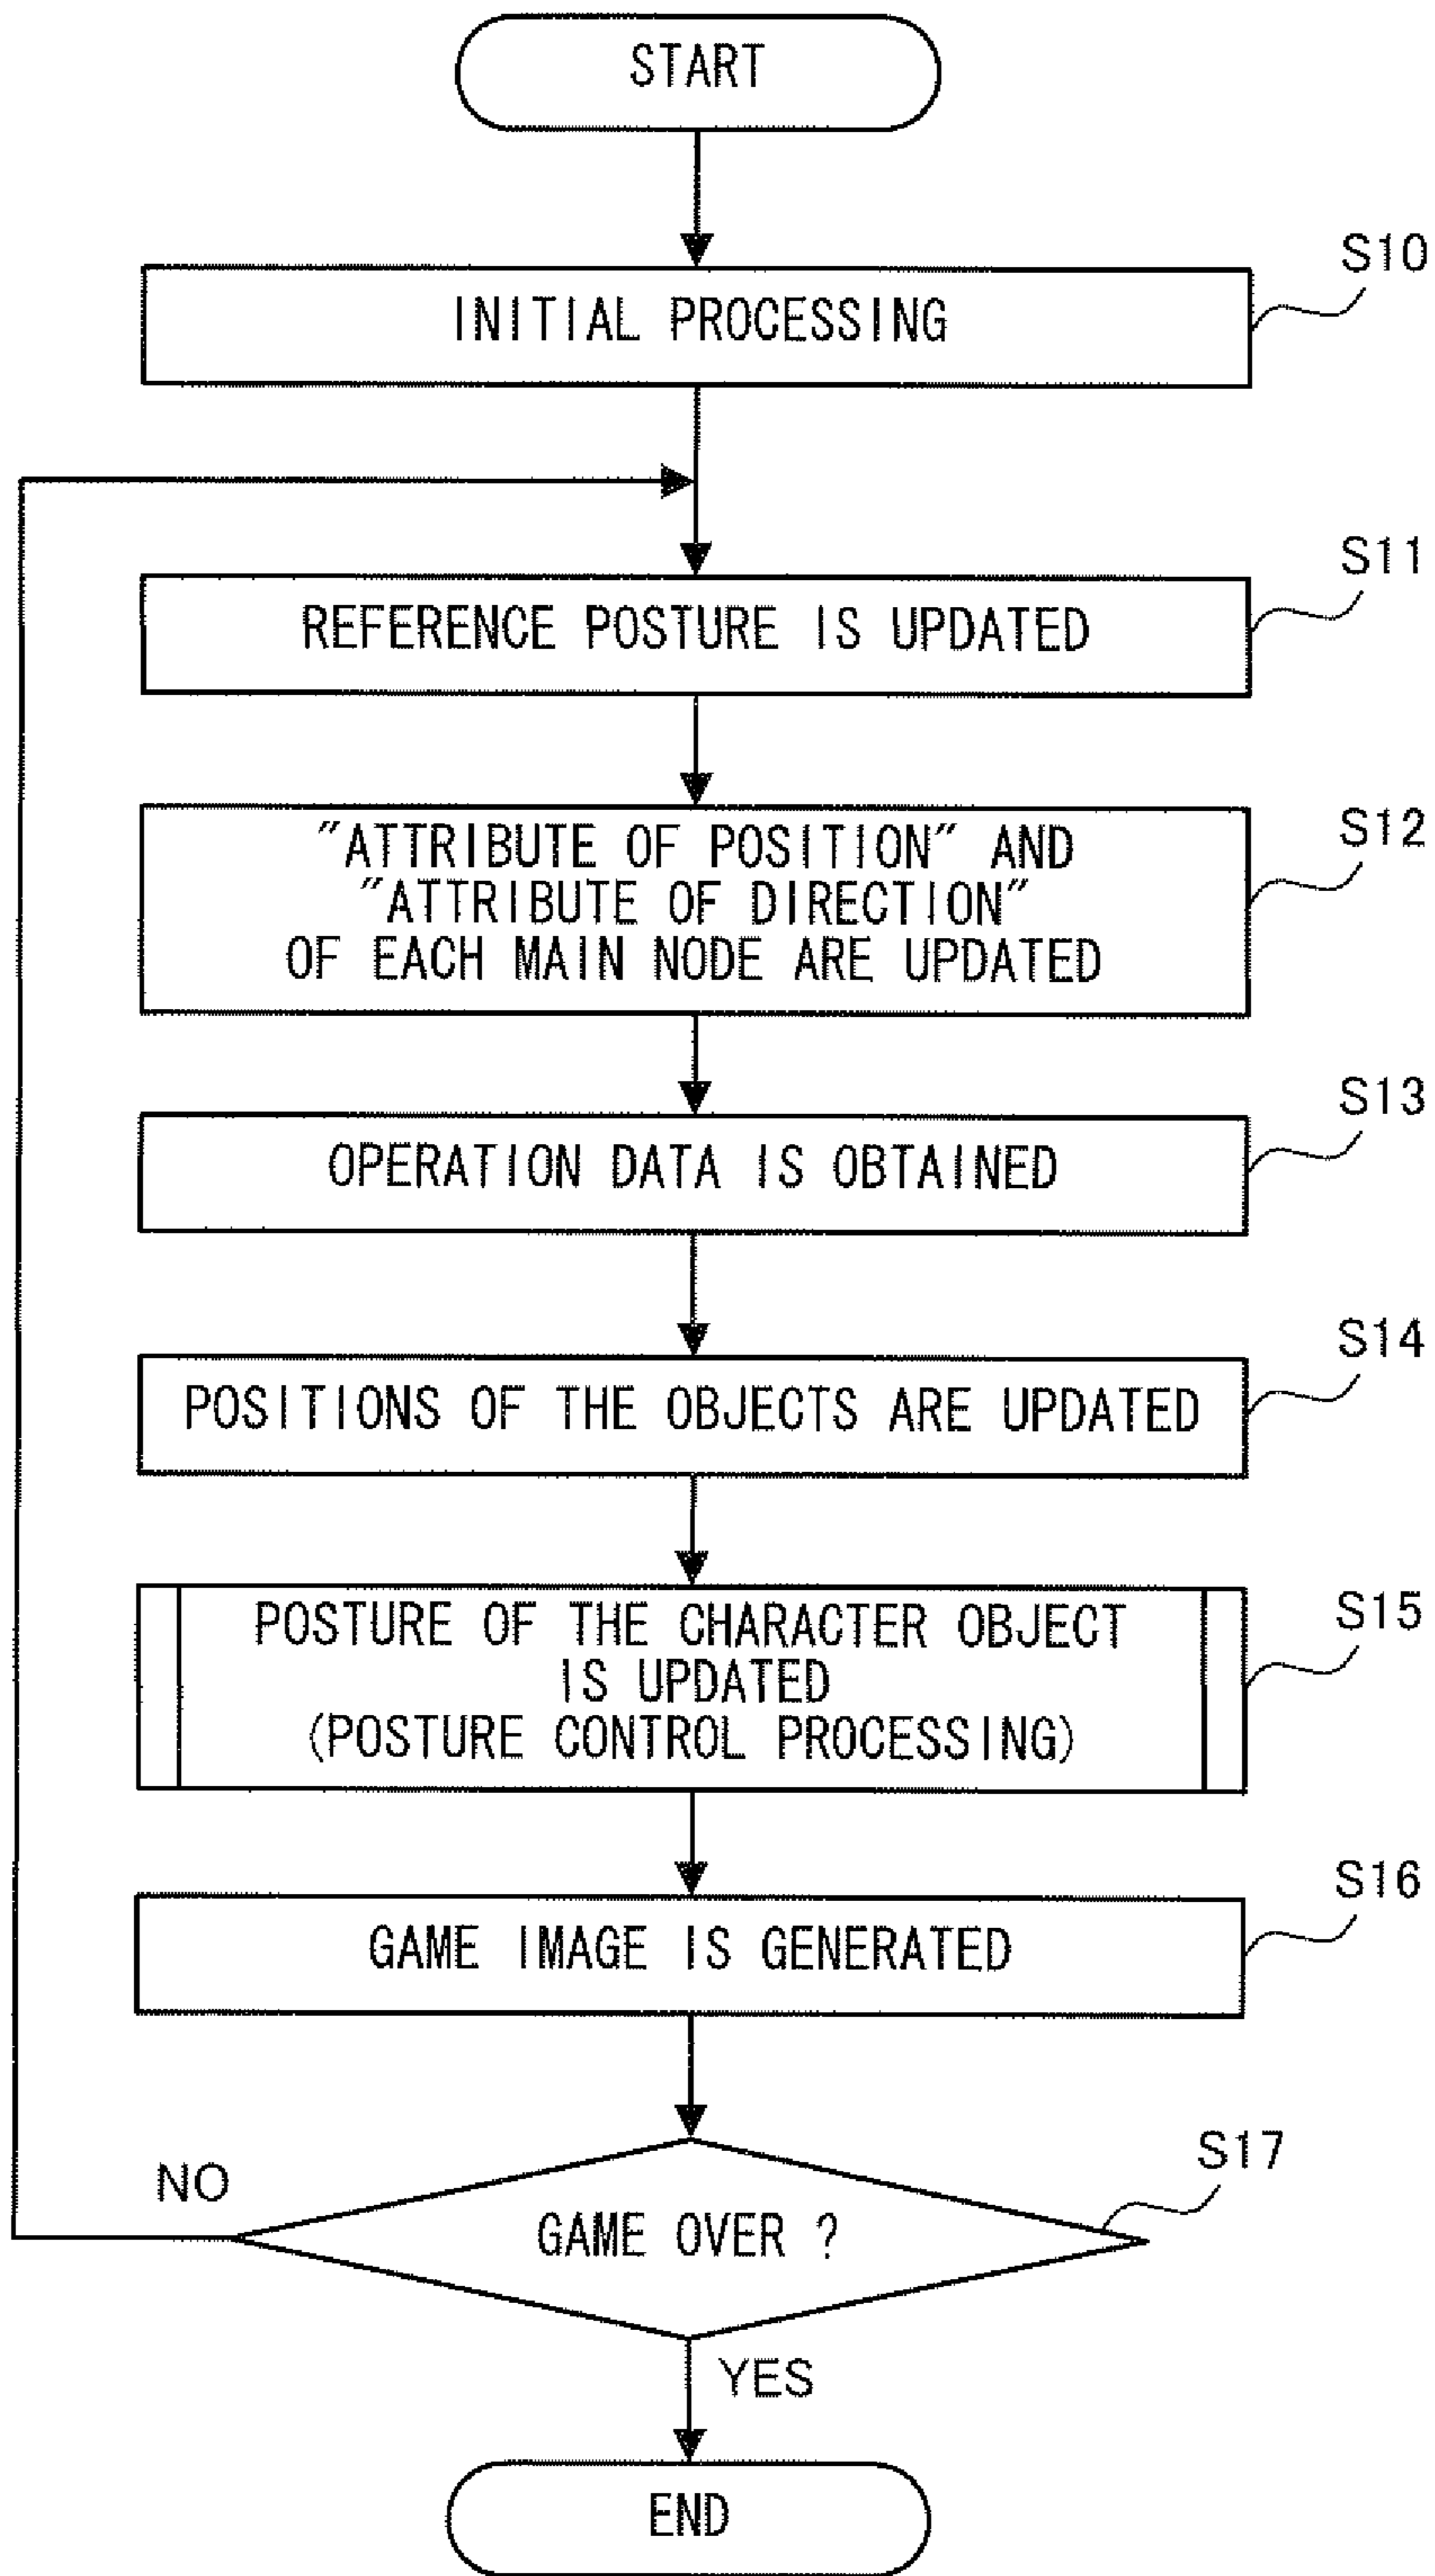 START
S10
INITIAL PROCESSING
S11
REFERENCE POSTURE IS UPDATED
S12
"ATTRIBUTE OF POSITION" AND
"ATTRIBUTE OF DIRECTION"
OF EACH MAIN NODE ARE UPDATED
S13
OPERATION DATA IS OBTAINED
S14
POSITIONS OF THE OBJECTS ARE UPDATED
S15
POSTURE OF THE CHARACTER OBJECT
IS UPDATED
(POSTURE CONTROL PROCESSING)
S16
GAME IMAGE IS GENERATED
S17
NO
GAME OVER ?
YES
END